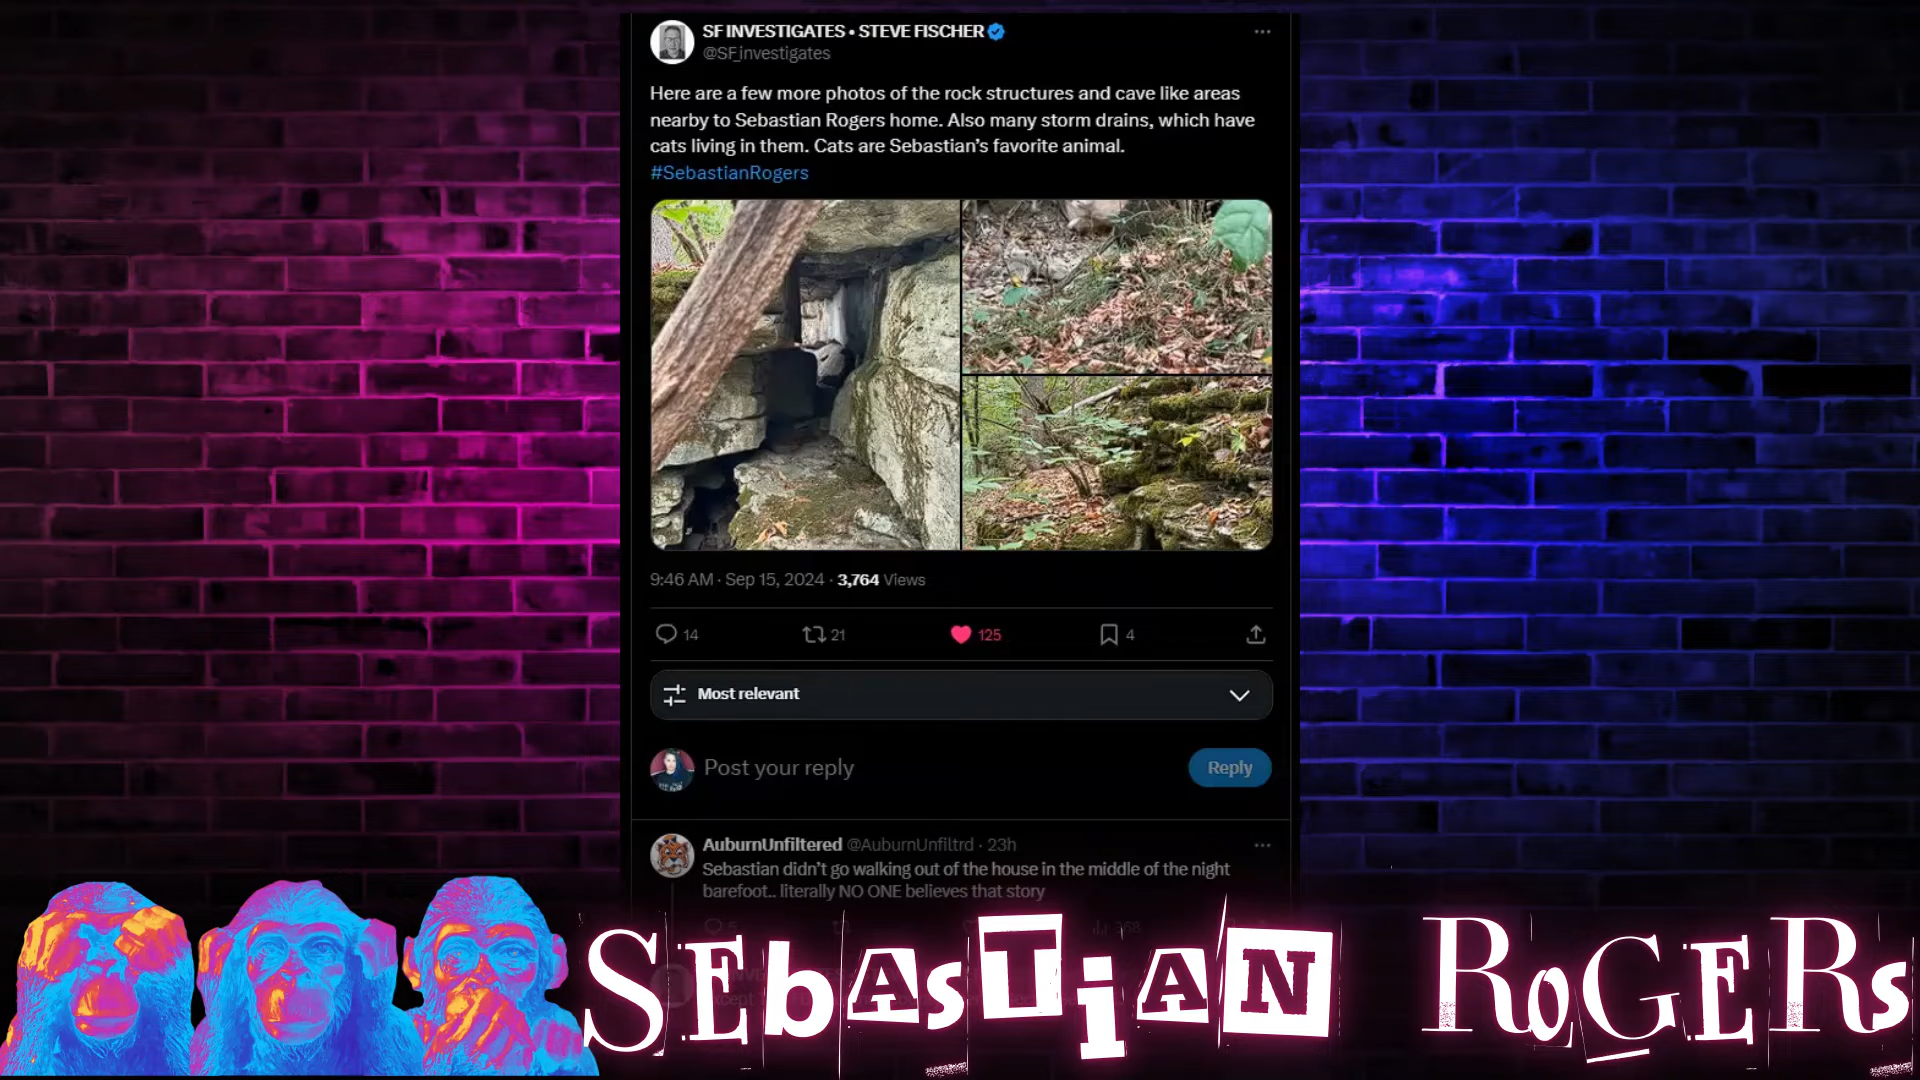 SF INVESTIGATES • STEVE FISCHER
@SF_investigates
Here are a few more photos of the rock structures and cave like areas
nearby to Sebastian Rogers home. Also many storm drains, which have
cats living in them. Cats are Sebastian's favorite animal.
#SebastianRogers
9:46 AM · Sep 15, 2024 · 3,764 Views
14 21 125 4
Most relevant
Post your reply
Reply
AuburnUnfiltered @AuburnUnfiltrd · 23h
Sebastian didn't go walking out of the house in the middle of the night
barefoot.. literally NO ONE believes that story
SEbAsTiAN RoGERs